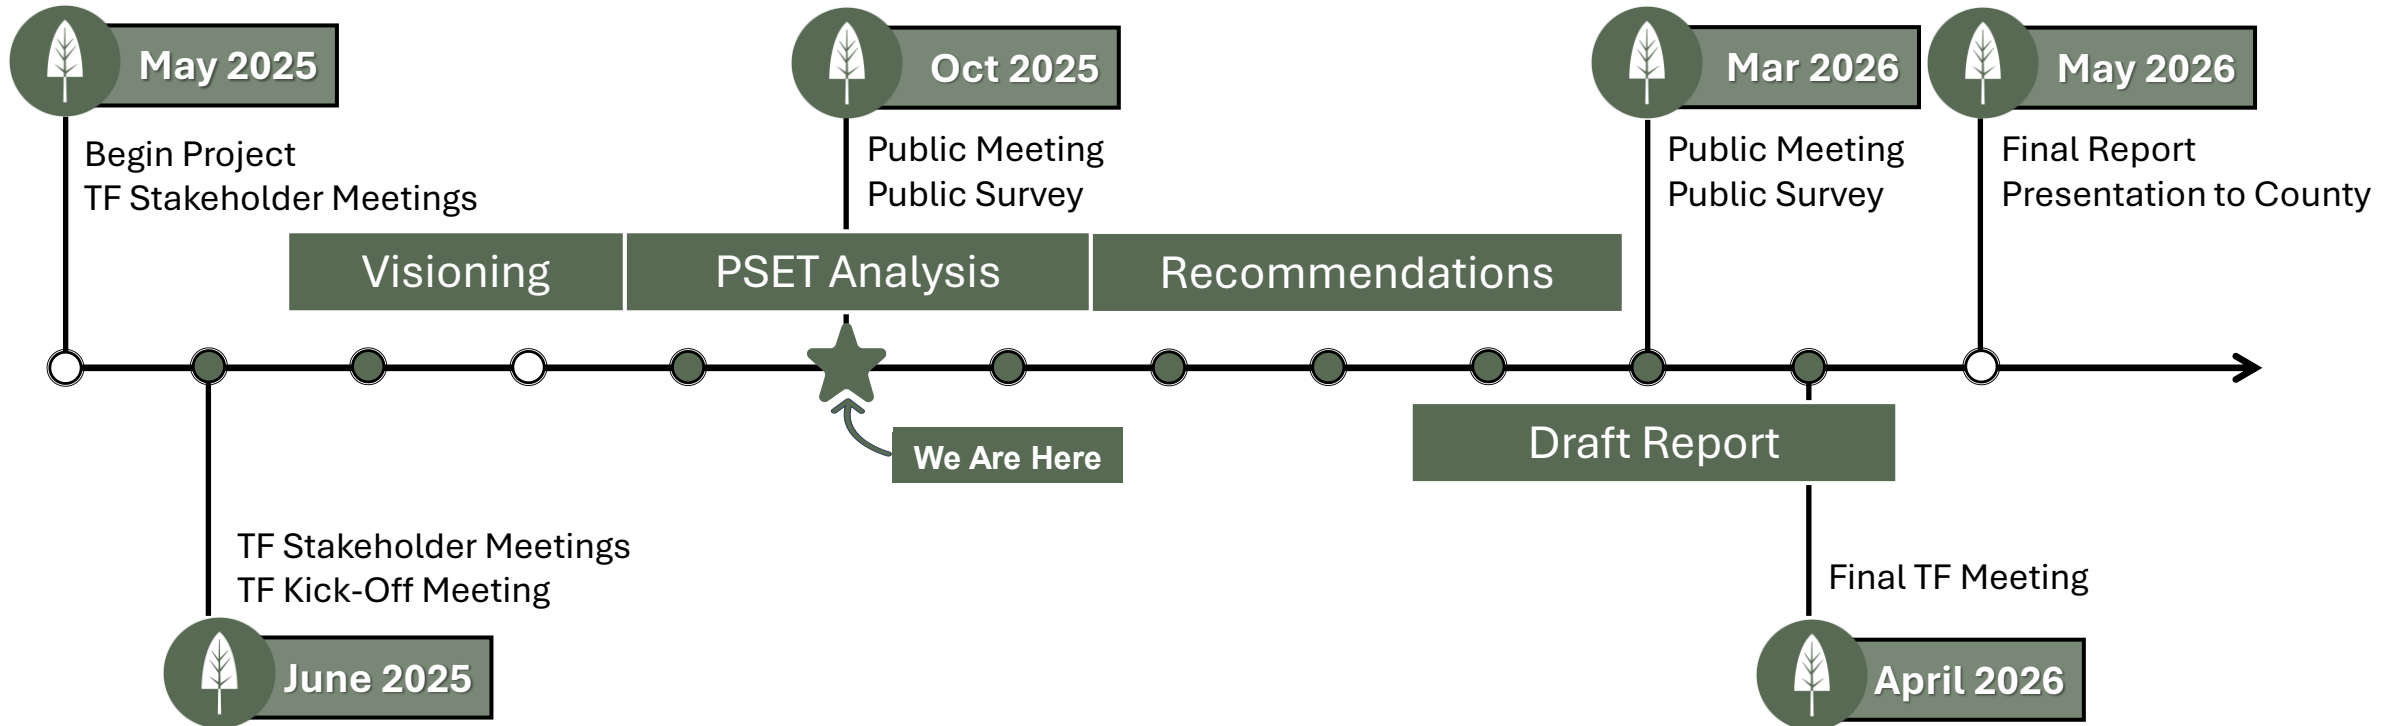 May 2025
Oct 2025
Mar 2026
May 2026
Begin Project
TF Stakeholder Meetings
Public Meeting
Public Survey
Public Meeting
Public Survey
Final Report
Presentation to County
Visioning
PSET Analysis
Recommendations
We Are Here
Draft Report
TF Stakeholder Meetings
TF Kick-Off Meeting
Final TF Meeting
June 2025
April 2026